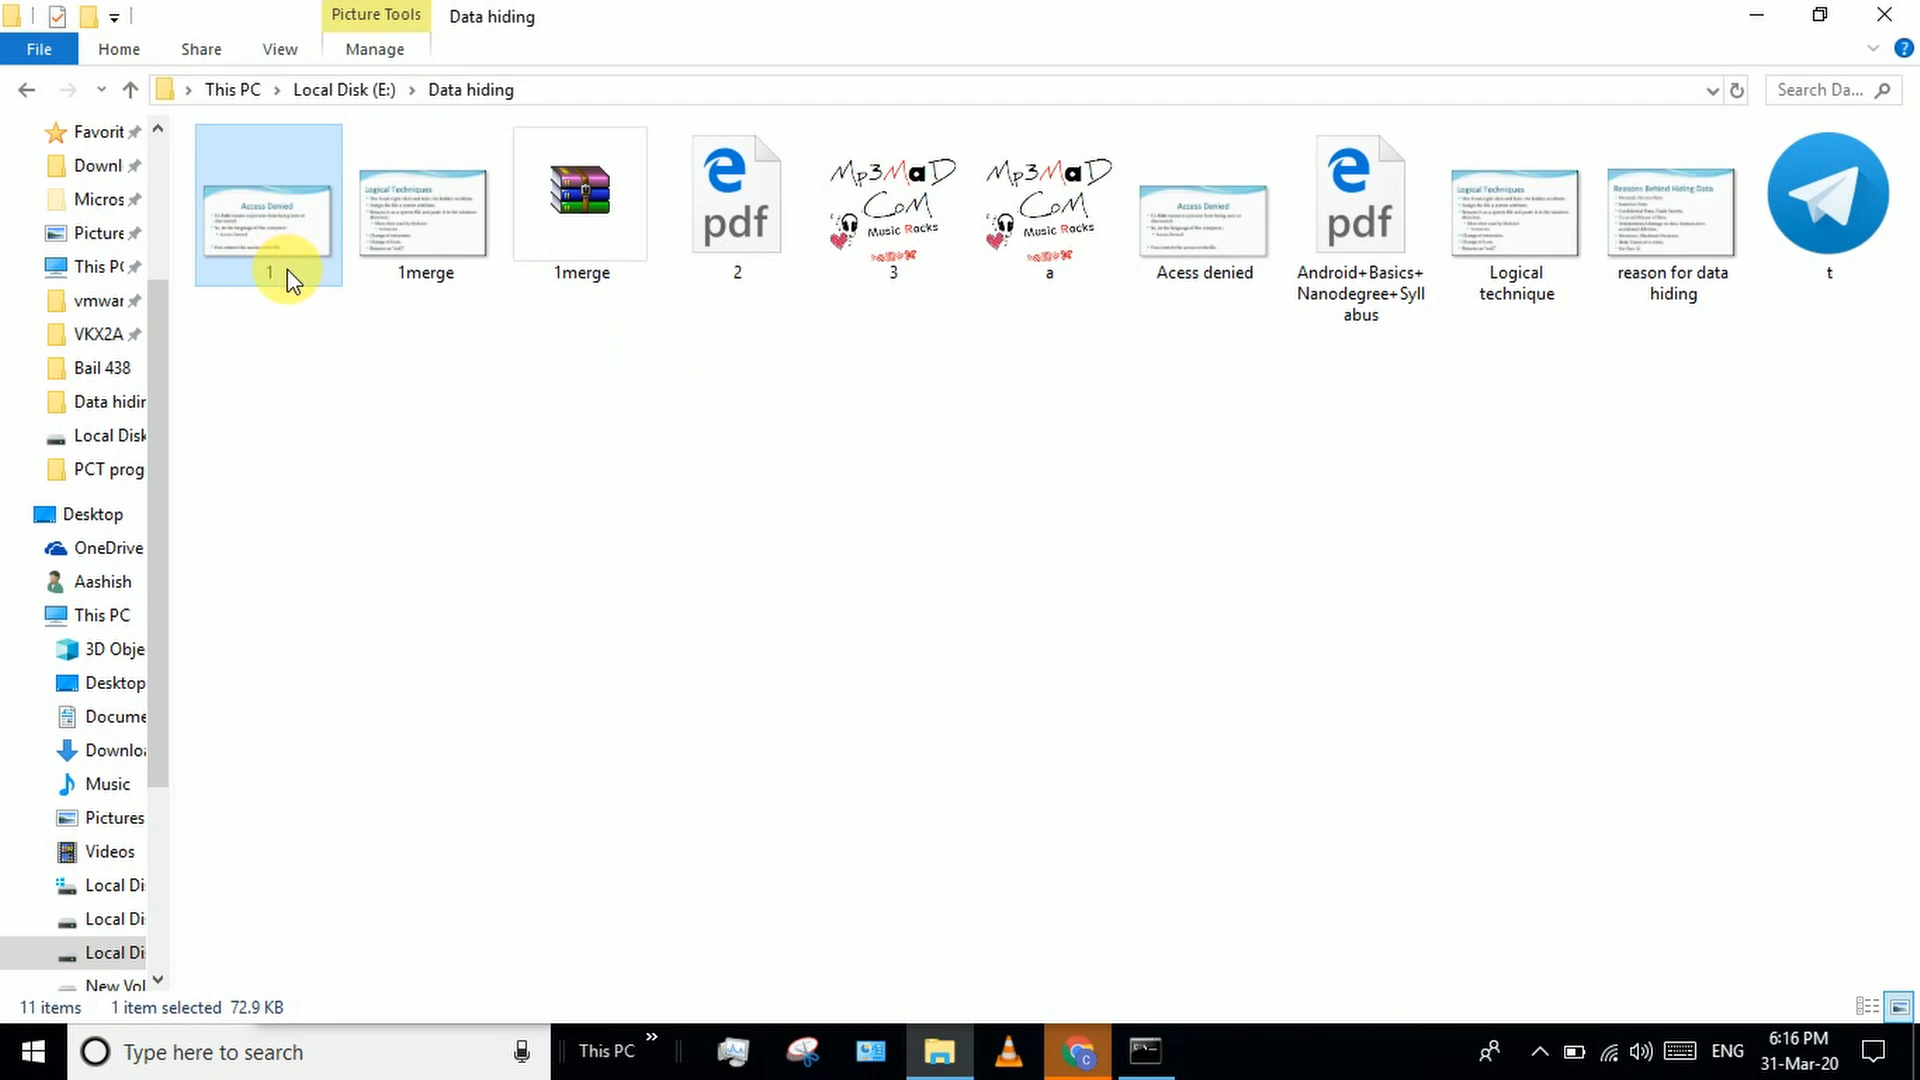 Picture Tools
Data hiding
File
Home
Share
View
Manage
This PC
Local Disk (E:)
Data hiding
Search Da...
Favorit
Downl
Micros
Picture
This PC
vmwar
VKX2A
Bail 438
Data hidin
Local Disk
PCT prog
Desktop
OneDrive
Aashish
This PC
3D Obje
Desktop
Docume
Downloa
Music
Pictures
Videos
Local Di
Local Di
Local Di
New Vol
Access Denied
1
Logical Techniques
1merge
1merge
pdf
2
Mp3MaD
CoM
Music Racks
3
Mp3MaD
CoM
Music Racks
a
Access Denied
Acess denied
pdf
Android+Basics+
Nanodegree+Syll
abus
Logical Techniques
Logical
technique
Reasons Behind Hiding Data
reason for data
hiding
t
11 items
1 item selected 72.9 KB
Type here to search
This PC
ENG
6:16 PM
31-Mar-20